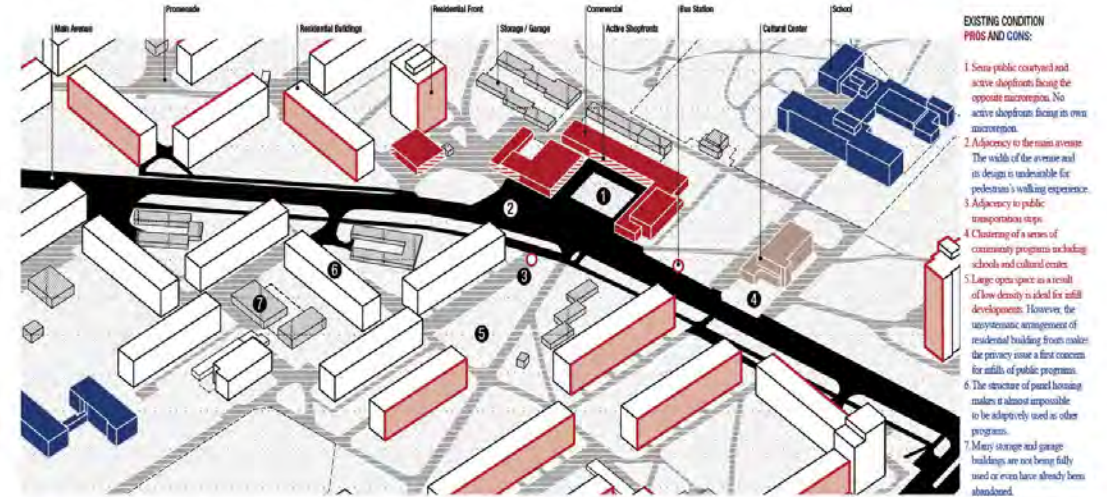 Promenade
Residential Front
Commercial
Bus Station
School
Main Avenue
Residential Buildings
Storage / Garage
Active Shopfronts
Cultural Center
EXISTING CONDITION
PROS AND CONS:
1 Semi-public courtyard and
active shopfronts facing the
opposite microregion. No
active shopfronts facing its own
microregion.
2. Adjacency to the main avenue
The width of the avenue and
its design is undesirable for
pedestrian's walking experience.
3. Adjacency to public
transportation stops
4. Clustering of a series of
community programs including
schools and cultural center.
5. Large open space as a result
of low density is ideal for infill
developments. However, the
unsystematic arrangement of
residential building fronts makes
the privacy issue a first concern
for infills of public programs.
6. The structure of panel housing
makes it almost impossible
to be adaptively used as other
programs.
7. Many storage and garage
buildings are not being fully
used or even have already been
abandoned.
1
2
6
3
7
4
5